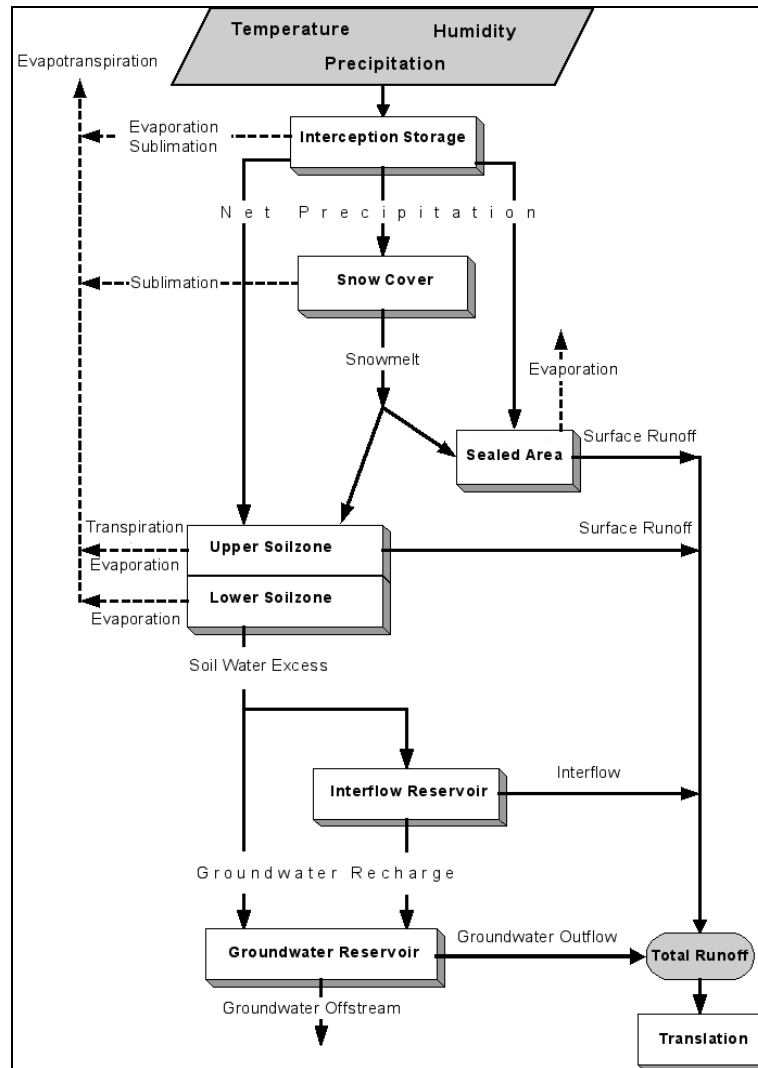 Temperature Humidity
Precipitation
Evapotranspiration
Evaporation
Sublimation
Interception Storage
Net Precipitation
Sublimation
Snow Cover
Snowmelt
Evaporation
Sealed Area
Surface Runoff
Transpiration
Evaporation
Upper Soilzone
Surface Runoff
Lower Soilzone
Evaporation
Soil Water Excess
Interflow Reservoir
Interflow
Groundwater Recharge
Groundwater Reservoir
Groundwater Outflow
Total Runoff
Groundwater Offstream
Translation